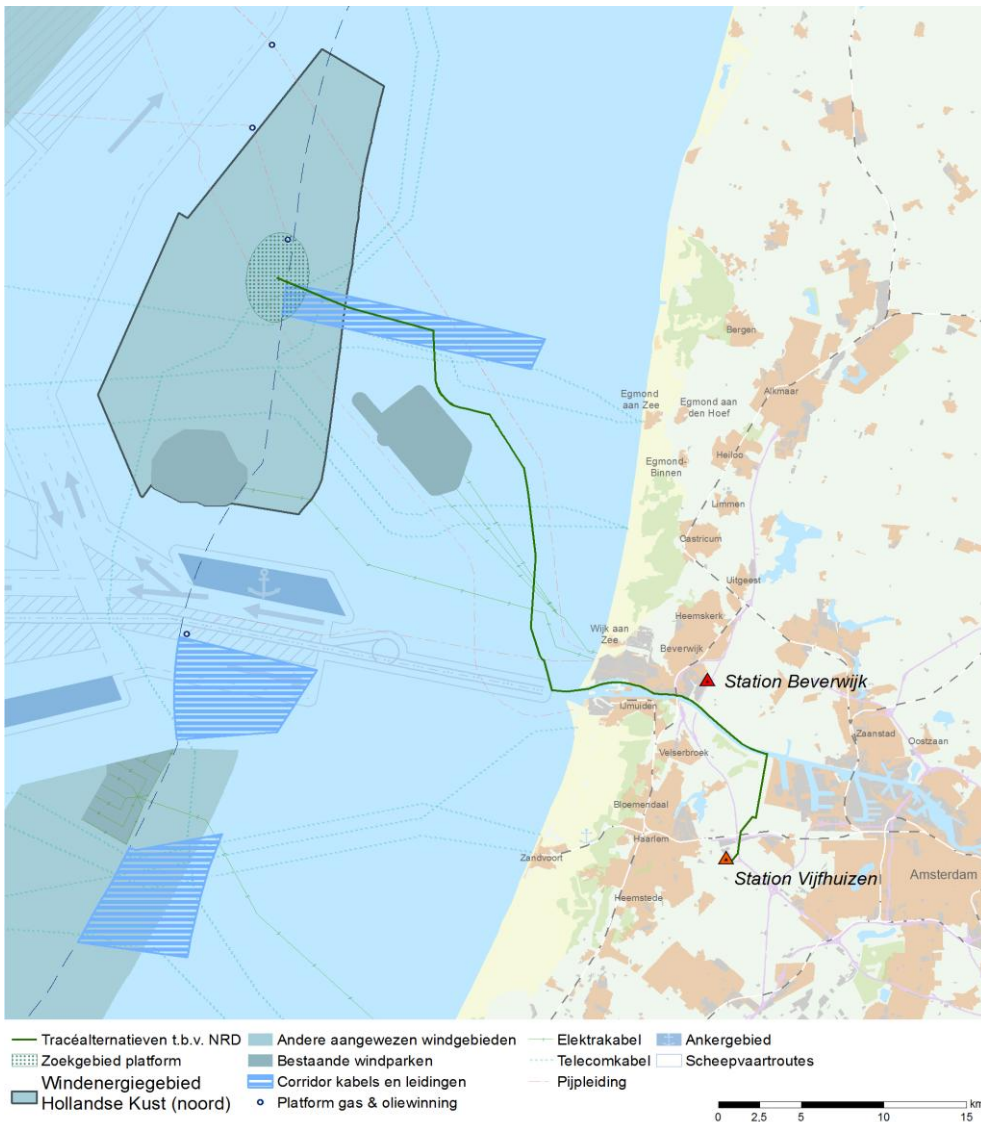 Bergen
Alkmaar
Egmond
aan Zee
Egmond aan
den Hoef
Heiloo
Egmond-
Binnen
Limmen
Castricum
Uitgeest
Heemskerk
Wijk aan
Zee
Beverwijk
Station Beverwijk
IJmuiden
Zaanstad
Oostzaan
Velserbroek
Bloemendaal
Haarlem
Zandvoort
Station Vijfhuizen
Amsterdam
Heemstede
Tracéalternatieven t.b.v. NRD
Zoekgebied platform
Windenergiegebied
Hollandse Kust (noord)
Andere aangewezen windgebieden
Bestaande windparken
Corridor kabels en leidingen
Platform gas & oliewinning
Elektrakabel
Telecomkabel
Pijpleiding
Ankergebied
Scheepvaartroutes
km
0 2,5 5 10 15